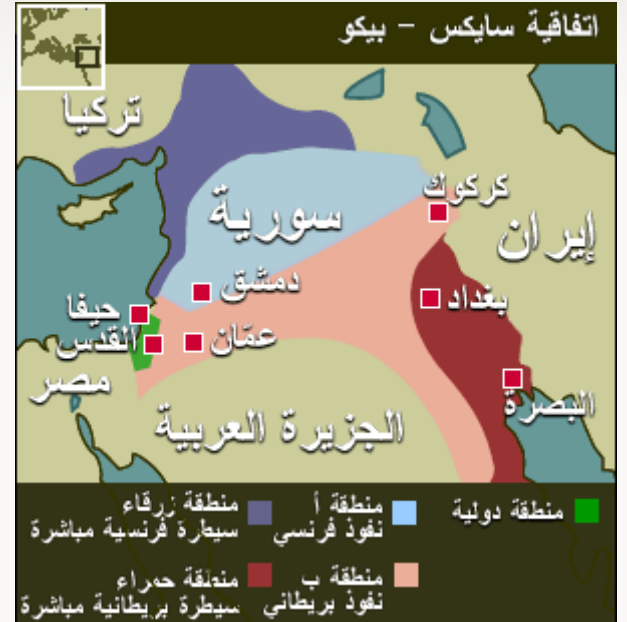 اتفاقية سايكس - بيكو
تركيا
كركوك
سورية
إيران
دمشق
بغداد
حيفا
القدس
عمّان
مصر
البصرة
الجزيرة العربية
منطقة دولية
منطقة أ
نفوذ فرنسي
منطقة زرقاء
سيطرة فرنسية مباشرة
منطقة ب
نفوذ بريطاني
منطقة حمراء
سيطرة بريطانية مباشرة